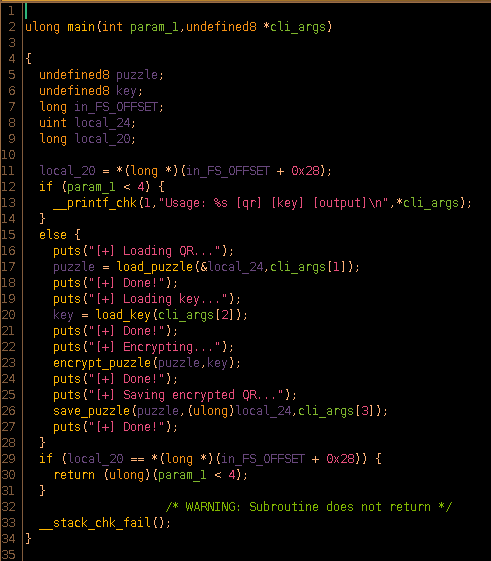 1
2 ulong main(int param_1,undefined8 *cli_args)
3
4 {
5   undefined8 puzzle;
6   undefined8 key;
7   long in_FS_OFFSET;
8   uint local_24;
9   long local_20;
10
11   local_20 = *(long *)(in_FS_OFFSET + 0x28);
12   if (param_1 < 4) {
13     __printf_chk(1,"Usage: %s [qr] [key] [output]\n",*cli_args);
14   }
15   else {
16     puts("[+] Loading QR...");
17     puzzle = load_puzzle(&local_24,cli_args[1]);
18     puts("[+] Done!");
19     puts("[+] Loading key...");
20     key = load_key(cli_args[2]);
21     puts("[+] Done!");
22     puts("[+] Encrypting...");
23     encrypt_puzzle(puzzle,key);
24     puts("[+] Done!");
25     puts("[+] Saving encrypted QR...");
26     save_puzzle(puzzle,(ulong)local_24,cli_args[3]);
27     puts("[+] Done!");
28   }
29   if (local_20 == *(long *)(in_FS_OFFSET + 0x28)) {
30     return (ulong)(param_1 < 4);
31   }
32                     /* WARNING: Subroutine does not return */
33   __stack_chk_fail();
34 }
35